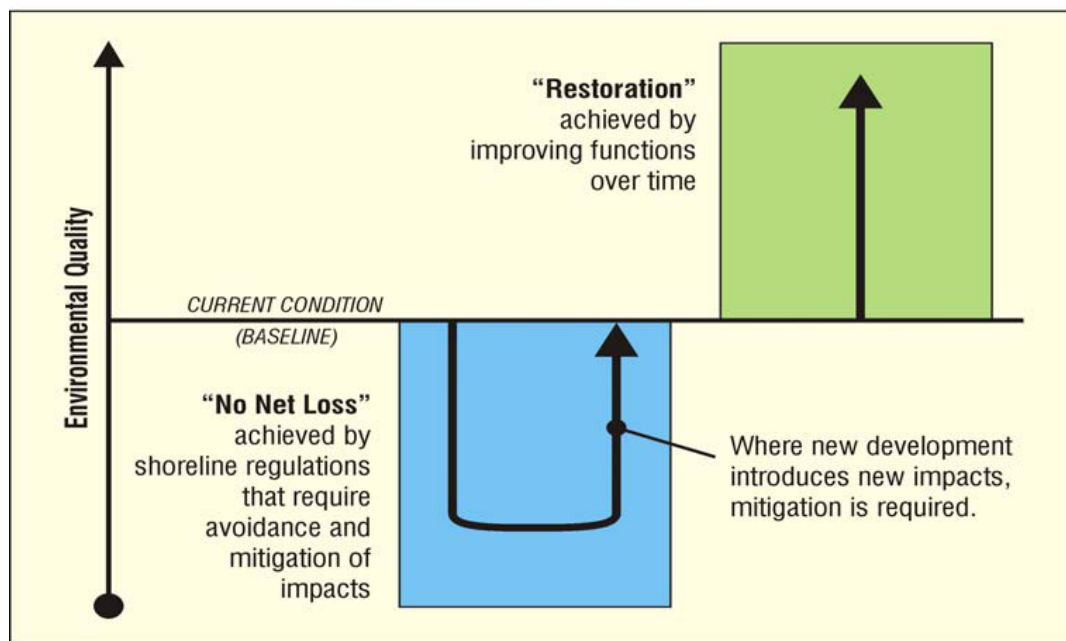 Environmental Quality
"Restoration"
achieved by
improving functions
over time
CURRENT CONDITION
(BASELINE)
"No Net Loss"
achieved by
shoreline regulations
that require
avoidance and
mitigation of
impacts
Where new development
introduces new impacts,
mitigation is required.